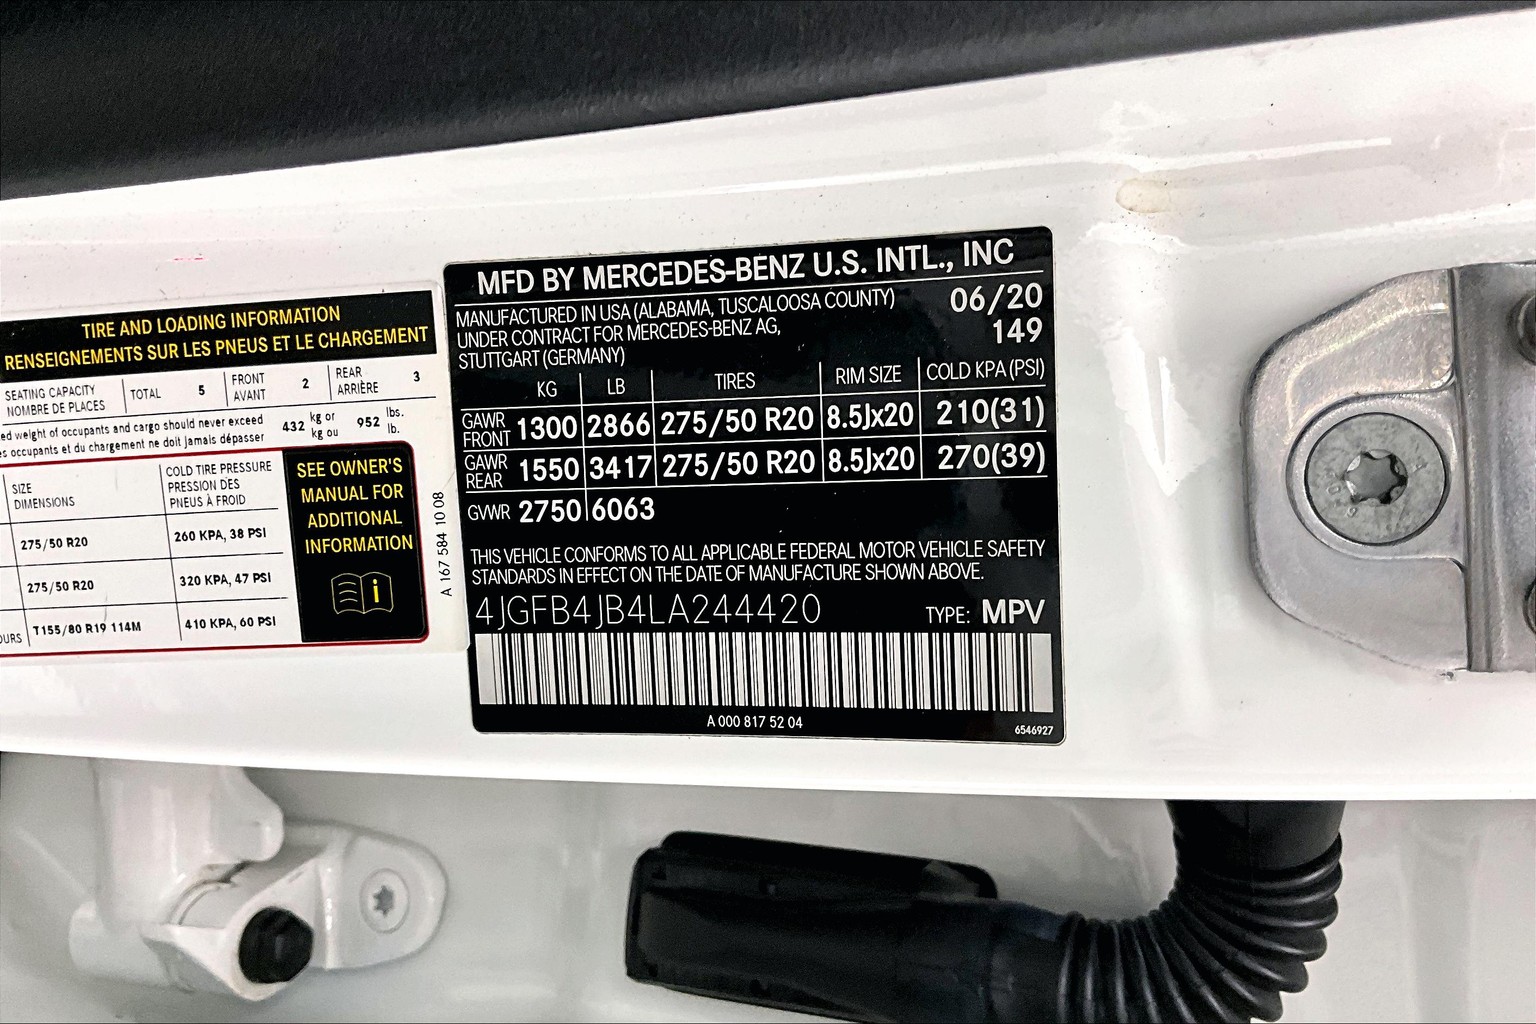 TIRE AND LOADING INFORMATION
RENSEIGNEMENTS SUR LES PNEUS ET LE CHARGEMENT
SEATING CAPACITY
NOMBRE DE PLACES
TOTAL 5
FRONT
AVANT
2
REAR
ARRIÈRE
3
ed weight of occupants and cargo should never exceed
es occupants et du chargement ne doit jamais dépasser
432 kg or
kg ou
952 lbs.
lb.
SIZE
DIMENSIONS
COLD TIRE PRESSURE
PRESSION DES
PNEUS À FROID
275/50 R20 260 KPA, 38 PSI
275/50 R20 320 KPA, 47 PSI
OURS T155/80 R19 114M 410 KPA, 60 PSI
SEE OWNER'S
MANUAL FOR
ADDITIONAL
INFORMATION
A 167 584 10 08
MFD BY MERCEDES-BENZ U.S. INTL., INC
MANUFACTURED IN USA (ALABAMA, TUSCALOOSA COUNTY) 06/20
UNDER CONTRACT FOR MERCEDES-BENZ AG, 149
STUTTGART (GERMANY)
KG LB TIRES RIM SIZE COLD KPA (PSI)
GAWR
FRONT
1300 2866 275/50 R20 8.5Jx20 210(31)
GAWR
REAR
1550 3417 275/50 R20 8.5Jx20 270(39)
GVWR 2750 6063
THIS VEHICLE CONFORMS TO ALL APPLICABLE FEDERAL MOTOR VEHICLE SAFETY
STANDARDS IN EFFECT ON THE DATE OF MANUFACTURE SHOWN ABOVE.
4JGFB4JB4LA244420 TYPE: MPV
A 000 817 52 04
6546927